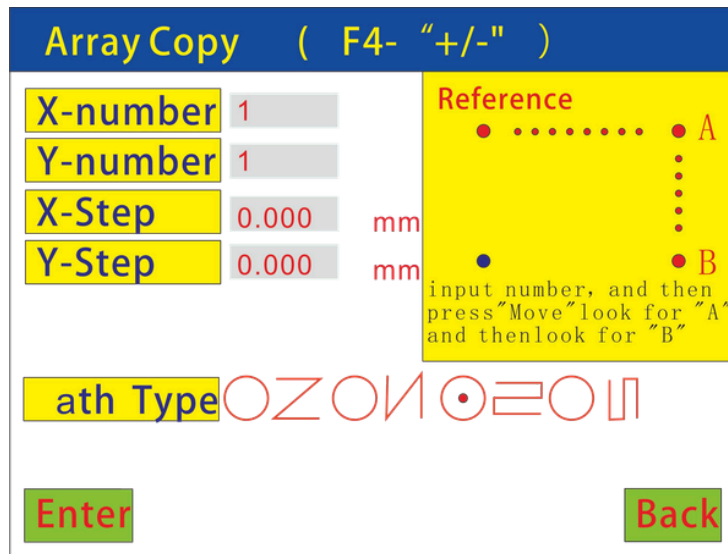 Array Copy ( F4- “+/-" )
X-number 1
Y-number 1
X-Step 0.000 mm
Y-Step 0.000 mm
Reference
A
B
input number, and then
press"Move"look for "A"
and thenlook for "B"
ath Type
Enter
Back